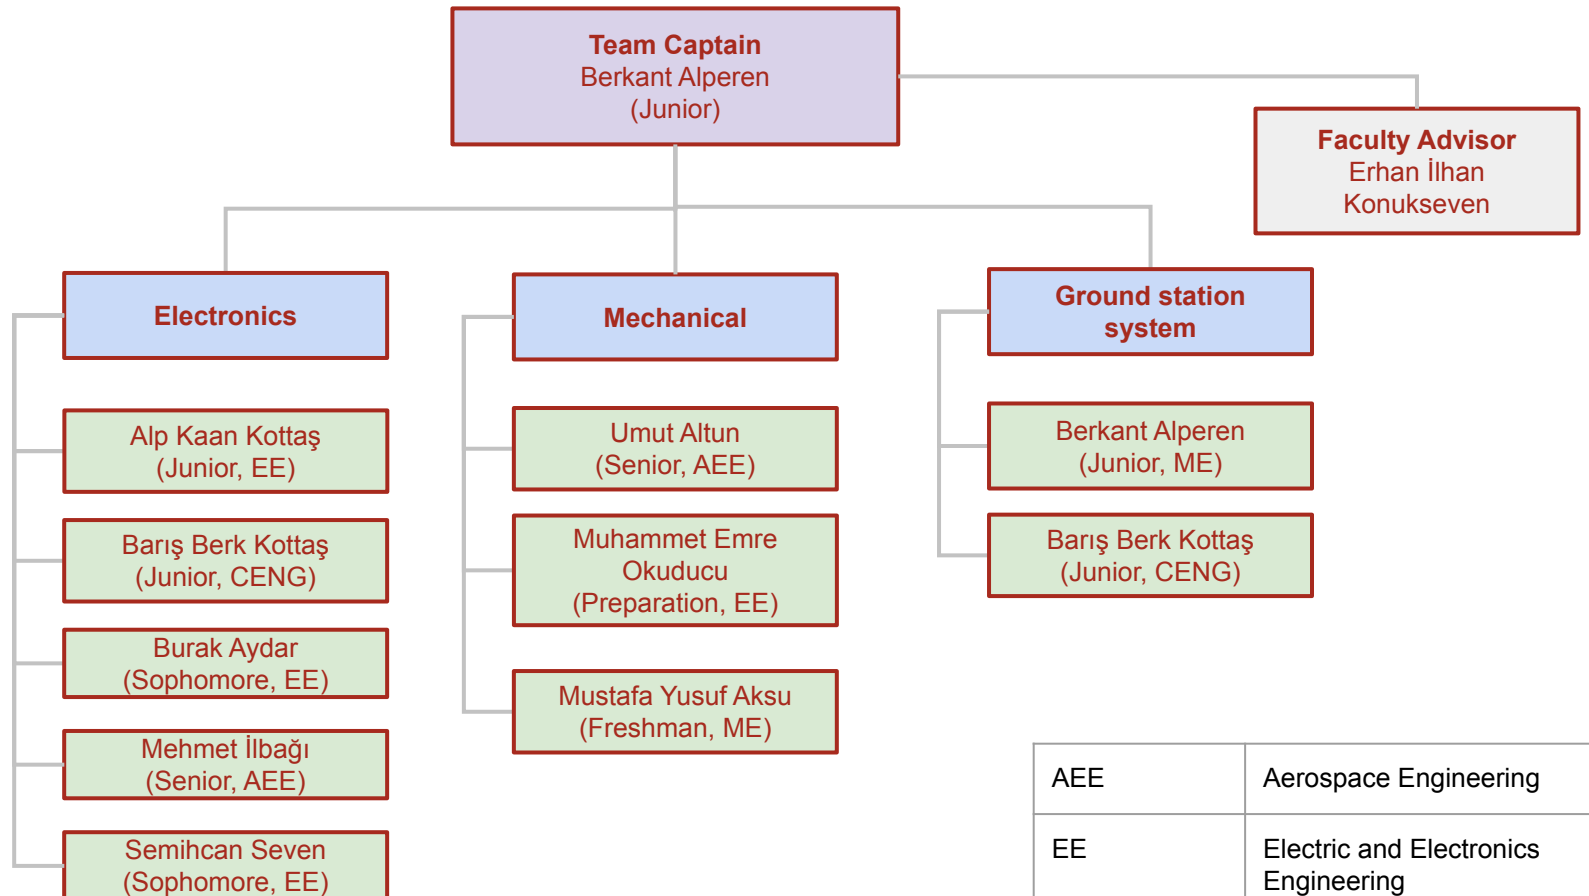 Team Captain
Berkant Alperen
(Junior)
Faculty Advisor
Erhan İlhan
Konukseven
Electronics
Alp Kaan Kottaş
(Junior, EE)
Barış Berk Kottaş
(Junior, CENG)
Burak Aydar
(Sophomore, EE)
Mehmet İlbağı
(Senior, AEE)
Semihcan Seven
(Sophomore, EE)
Mechanical
Umut Altun
(Senior, AEE)
Muhammet Emre
Okuducu
(Preparation, EE)
Mustafa Yusuf Aksu
(Freshman, ME)
Ground station
system
Berkant Alperen
(Junior, ME)
Barış Berk Kottaş
(Junior, CENG)
AEE
Aerospace Engineering
EE
Electric and Electronics
Engineering